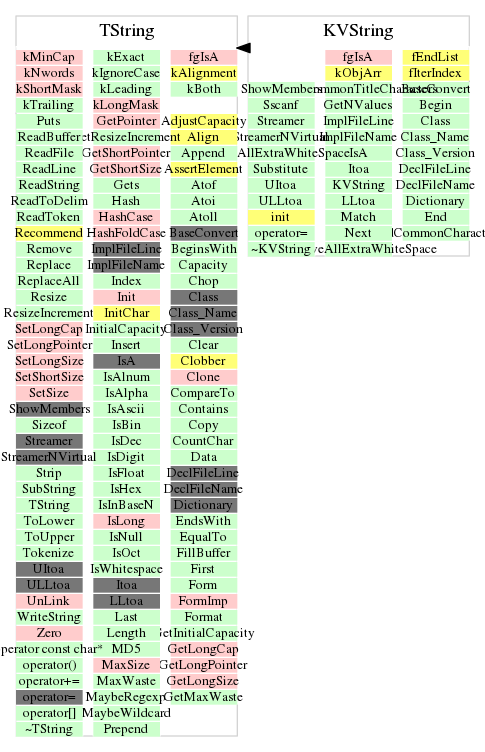 TString KVString
kMinCap kExact fgIsA fgIsA fEndList
kNwords kIgnoreCase kAlignment kObjArr fIterIndex
kShortMask kLeading kBoth ShowMembers
kTrailing kLongMask Sscanf GetNValues Begin
Puts GetPointer AdjustCapacity Streamer ImplFileLine Class
ReadBuffer Align ImplFileName Class_Name
ReadFile GetShortPointer Append IsA Class_Version
ReadLine GetShortSize AssertElement Substitute Itoa DeclFileLine
ReadString Gets Atof UItoa KVString DeclFileName
ReadToDelim Hash Atoi ULLtoa LLtoa Dictionary
ReadToken HashCase Atoll init Match End
Recommend HashFoldCase BaseConvert operator= Next
Remove ImplFileLine BeginsWith ~KVString
Replace ImplFileName Capacity
ReplaceAll Index Chop
Resize Init Class
ResizeIncrement InitChar Class_Name
SetLongCap InitialCapacity Class_Version
SetLongPointer Insert Clear
SetLongSize IsA Clobber
SetShortSize IsAlnum Clone
SetSize IsAlpha CompareTo
ShowMembers IsAscii Contains
Sizeof IsBin Copy
Streamer IsDec CountChar
StreamerNVirtual IsDigit Data
Strip IsFloat DeclFileLine
SubString IsHex DeclFileName
TString IsInBaseN Dictionary
ToLower IsLong EndsWith
ToUpper IsNull EqualTo
Tokenize IsOct FillBuffer
UItoa IsWhitespace First
ULLtoa Itoa Form
UnLink LLtoa FormImp
WriteString Last Format
Zero Length GetInitialCapacity
const char* MD5 GetLongCap
operator() MaxSize GetLongPointer
operator+= MaxWaste GetLongSize
operator= MaybeRegexp GetMaxWaste
operator[] MaybeWildcard
~TString Prepend